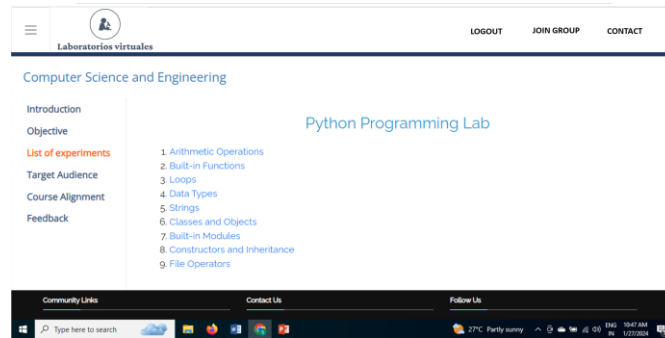 LOGOUT JOIN GROUP CONTACT
Laboratorios virtuales
Computer Science and Engineering
Introduction
Objective
List of experiments
Target Audience
Course Alignment
Feedback
Python Programming Lab
1. Arithmetic Operations
2. Built-in Functions
3. Loops
4. Data Types
5. Strings
6. Classes and Objects
7. Built-in Modules
8. Constructors and Inheritance
9. File Operators
Community Links Contact Us Follow Us
Type here to search 27°C Partly sunny ENG 10:47 AM
IN 1/27/2024